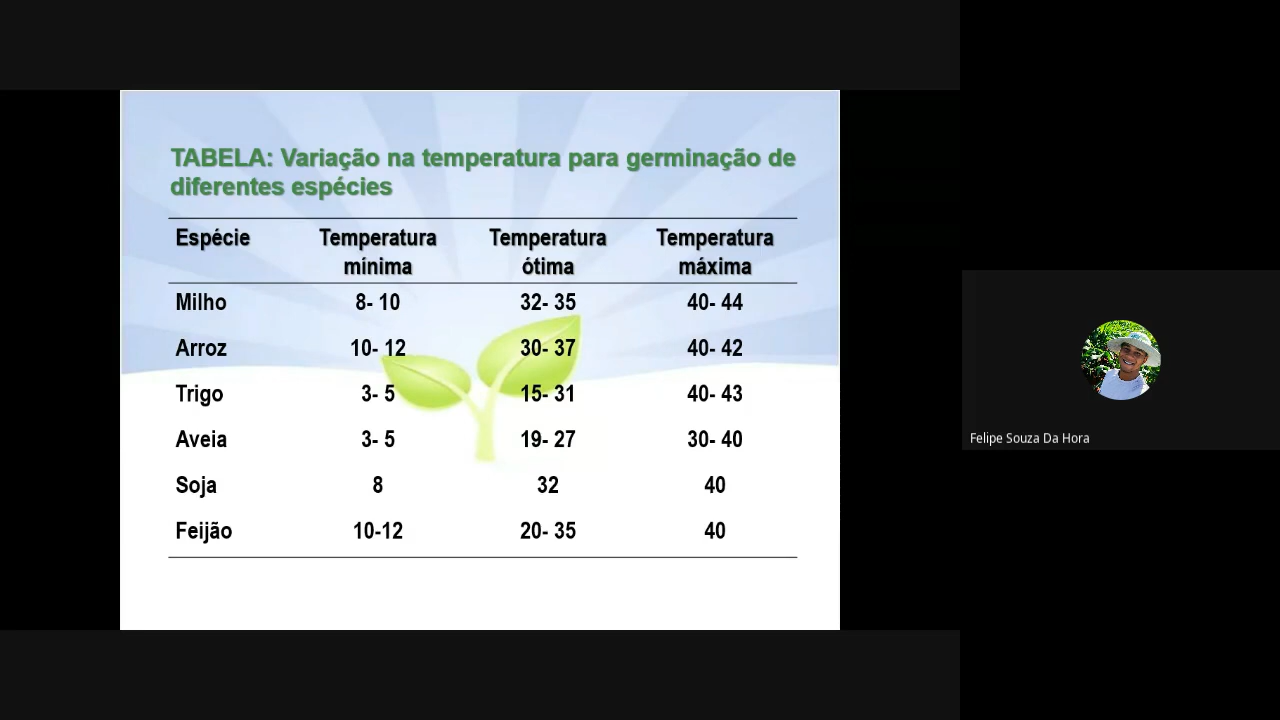 TABELA: Variação na temperatura para germinação de
diferentes espécies
Espécie Temperatura mínima Temperatura ótima Temperatura máxima
Milho 8- 10 32- 35 40- 44
Arroz 10- 12 30- 37 40- 42
Trigo 3- 5 15- 31 40- 43
Aveia 3- 5 19- 27 30- 40
Soja 8 32 40
Feijão 10-12 20- 35 40
Felipe Souza Da Hora